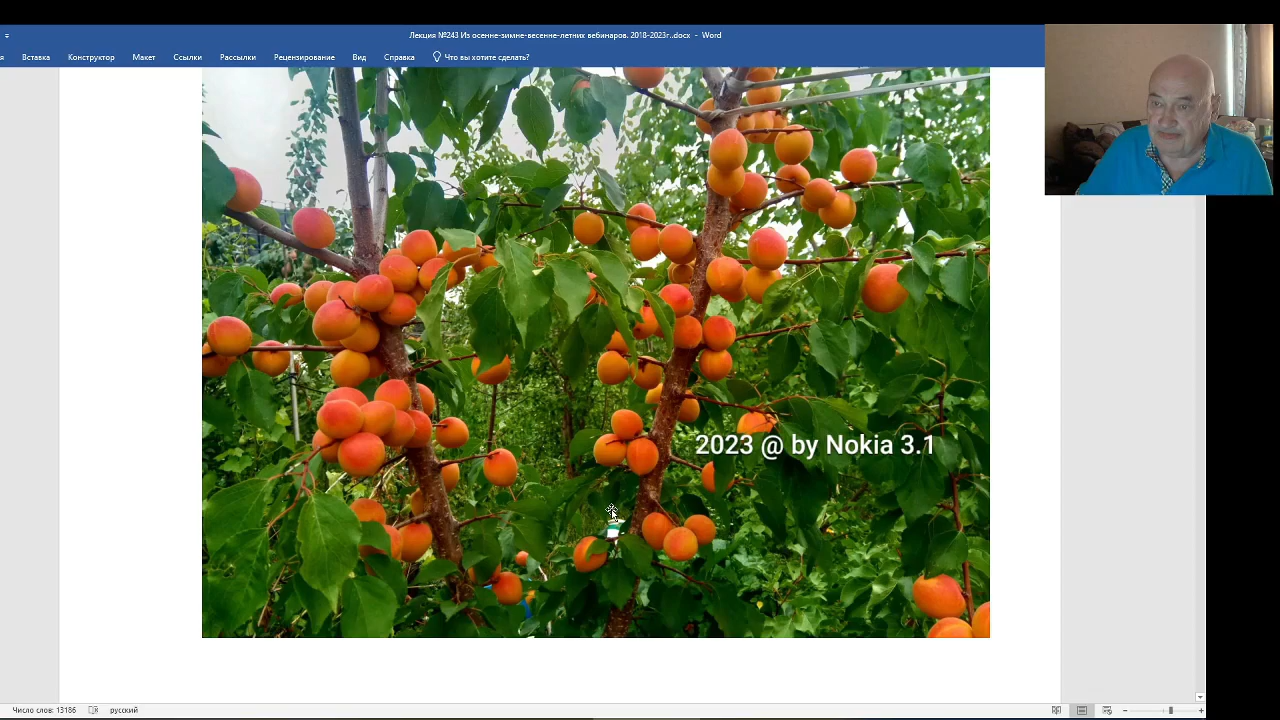 Лекция №243 Из осенне-зимне-весенне-летних вебинаров. 2018-2023г..docx - Word
Вставка Конструктор Макет Ссылки Рассылки Рецензирование Вид Справка Что вы хотите сделать?
2023 @ by Nokia 3.1
Число слов: 13186 русский